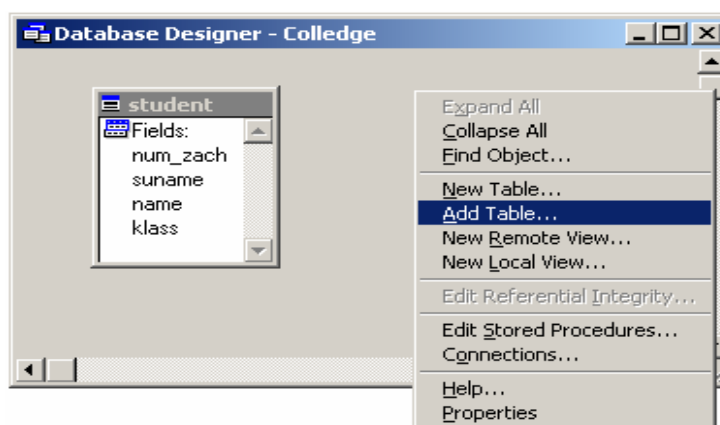 Database Designer - Colledge
student
Fields:
num_zach
suname
name
klass
Expand All
Collapse All
Find Object...
New Table...
Add Table...
New Remote View...
New Local View...
Edit Referential Integrity...
Edit Stored Procedures...
Connections...
Help...
Properties